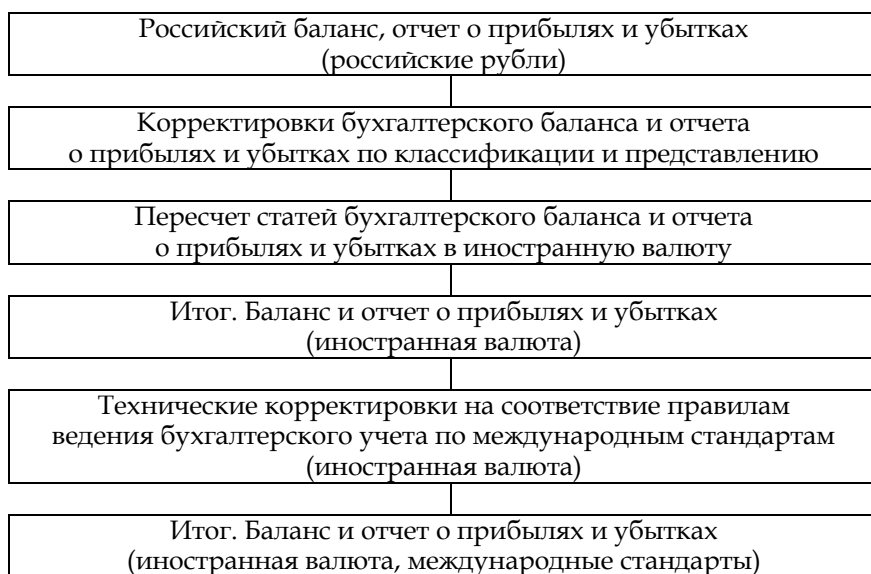 Российский баланс, отчет о прибылях и убытках
(российские рубли)
Корректировки бухгалтерского баланса и отчета
о прибылях и убытках по классификации и представлению
Пересчет статей бухгалтерского баланса и отчета
о прибылях и убытках в иностранную валюту
Итог. Баланс и отчет о прибылях и убытках
(иностранная валюта)
Технические корректировки на соответствие правилам
ведения бухгалтерского учета по международным стандартам
(иностранная валюта)
Итог. Баланс и отчет о прибылях и убытках
(иностранная валюта, международные стандарты)